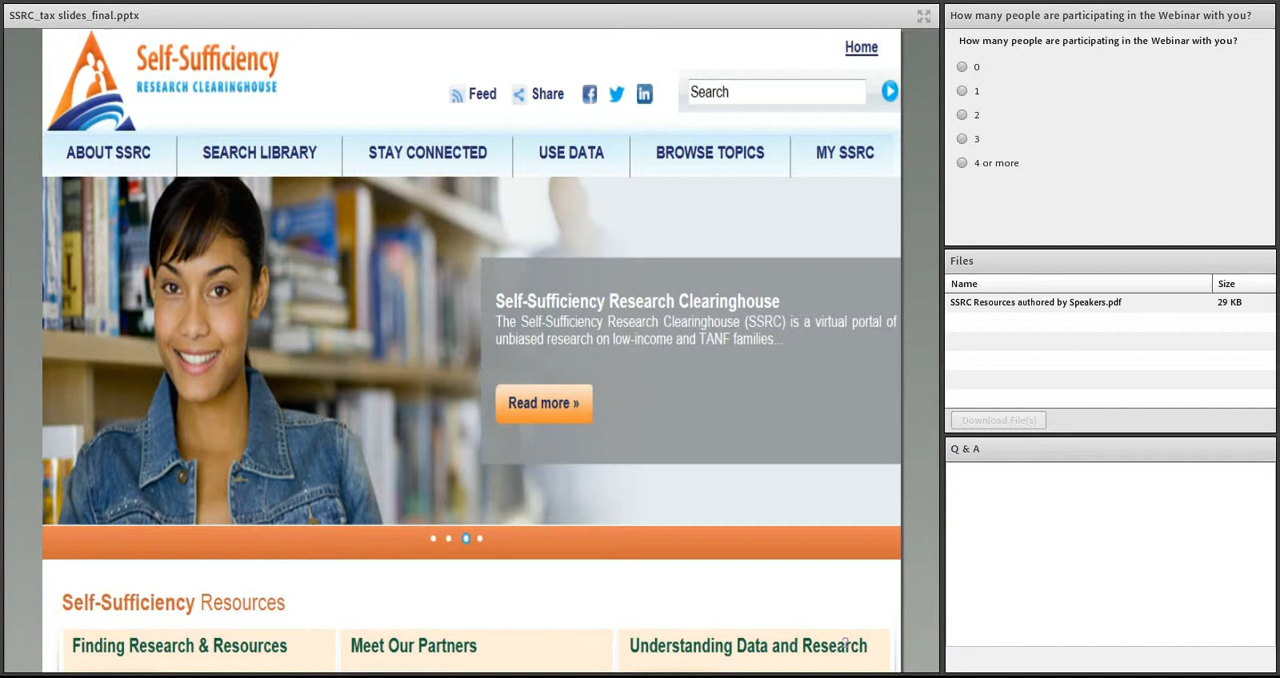 SSRC_tax slides_final.pptx
Self-Sufficiency
RESEARCH CLEARINGHOUSE
Home
Feed
Share
Search
ABOUT SSRC
SEARCH LIBRARY
STAY CONNECTED
USE DATA
BROWSE TOPICS
MY SSRC
Self-Sufficiency Research Clearinghouse
The Self-Sufficiency Research Clearinghouse (SSRC) is a virtual portal of
unbiased research on low-income and TANF families...
Read more »
Self-Sufficiency Resources
Finding Research & Resources
Meet Our Partners
Understanding Data and Research
How many people are participating in the Webinar with you?
How many people are participating in the Webinar with you?
0
1
2
3
4 or more
Files
Name
Size
SSRC Resources authored by Speakers.pdf
29 KB
Download File(s)
Q & A